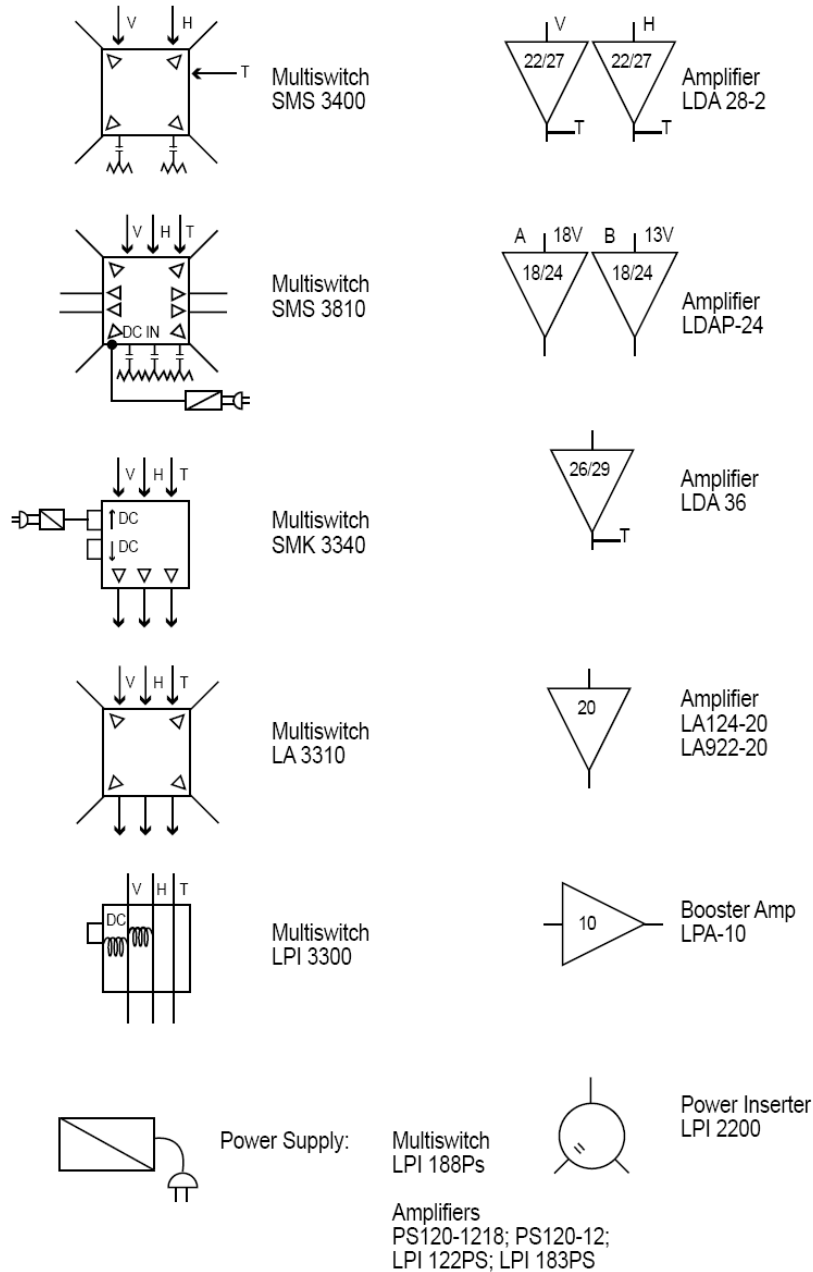 V H
T
Multiswitch
SMS 3400
V H
22/27 22/27
T T
Amplifier
LDA 28-2
V H T
DC IN
Multiswitch
SMS 3810
A 18V B 13V
18/24 18/24
Amplifier
LDAP-24
V H T
DC
DC
Multiswitch
SMK 3340
26/29
T
Amplifier
LDA 36
V H T
Multiswitch
LA 3310
20
Amplifier
LA124-20
LA922-20
V H T
DC
Multiswitch
LPI 3300
10
Booster Amp
LPA-10
Power Supply:
Multiswitch
LPI 188Ps
Amplifiers
PS120-1218; PS120-12;
LPI 122PS; LPI 183PS
Power Inserter
LPI 2200